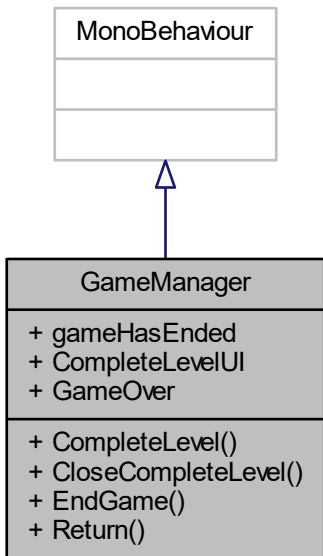 MonoBehaviour
GameManager
+ gameHasEnded
+ CompleteLevelUI
+ GameOver
+ CompleteLevel()
+ CloseCompleteLevel()
+ EndGame()
+ Return()